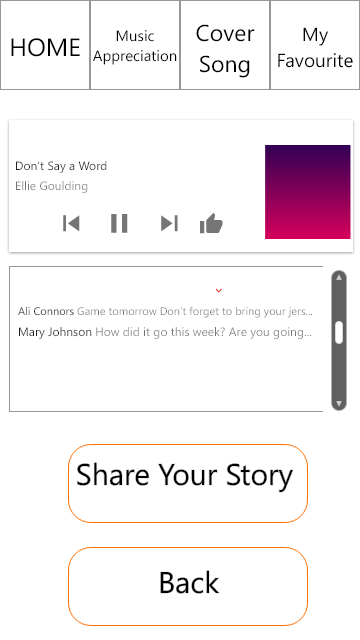 HOME
Music
Appreciation
Cover
Song
My
Favourite
Don't Say a Word
Ellie Goulding
Ali Connors Game tomorrow Don't forget to bring your jers...
Mary Johnson How did it go this week? Are you going...
Share Your Story
Back